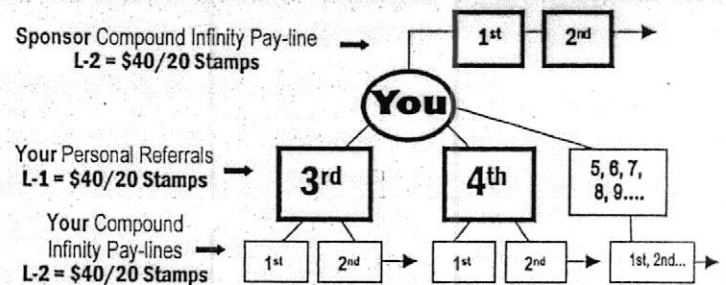 Sponsor Compound Infinity Pay-line
L-2 = $40/20 Stamps
1st
2nd
You
Your Personal Referrals
L-1 = $40/20 Stamps
3rd
4th
5, 6, 7,
8, 9....
Your Compound
Infinity Pay-lines
L-2 = $40/20 Stamps
1st
2nd
1st
2nd
1st, 2nd...